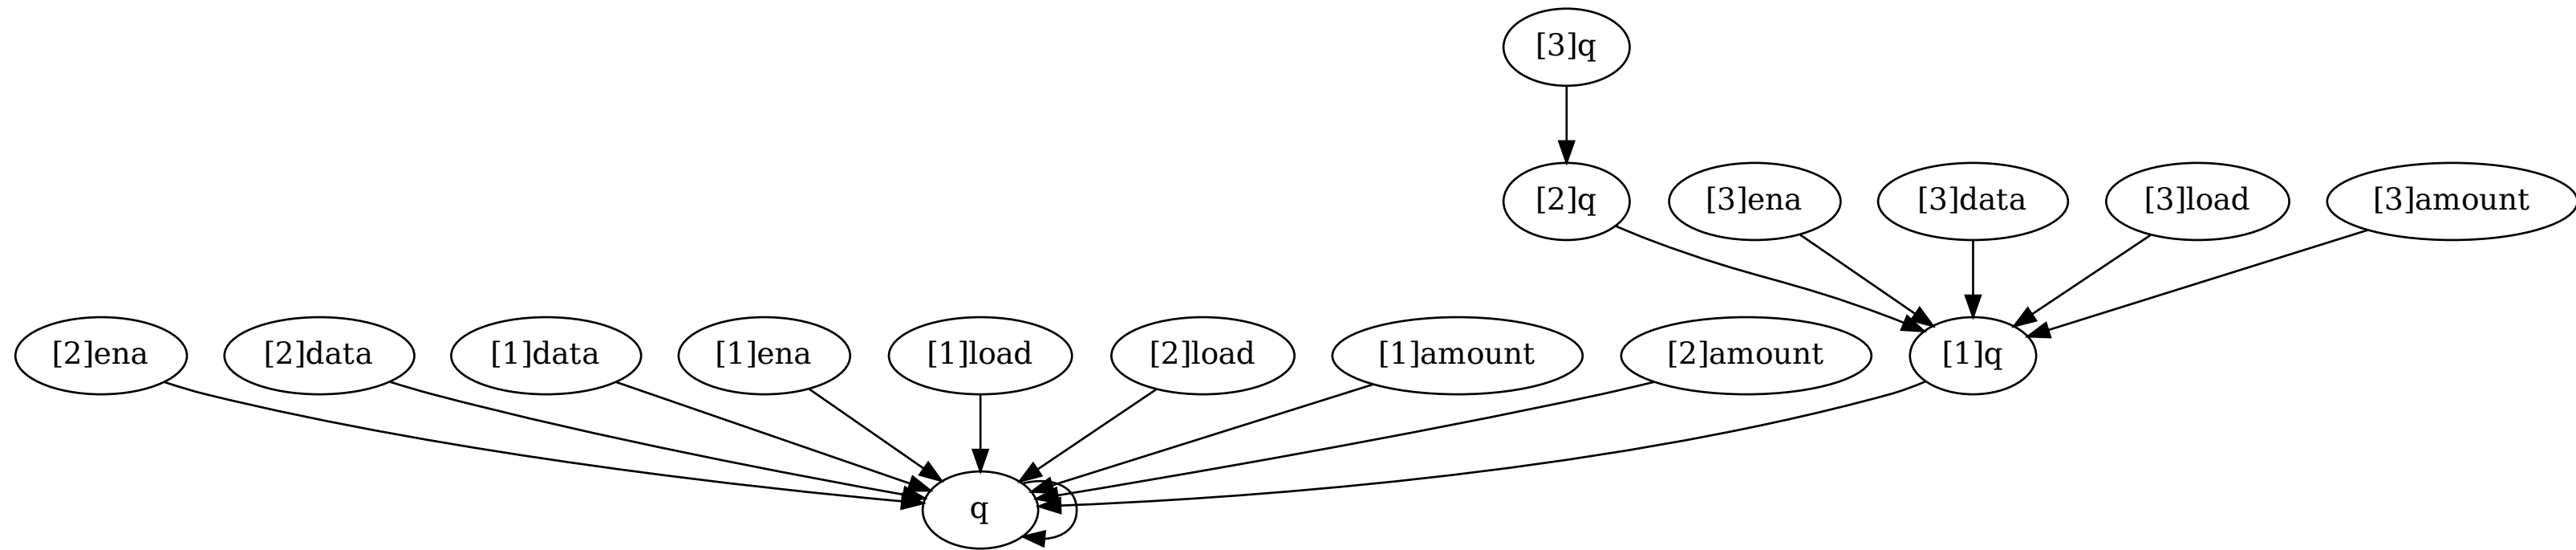 [3]q
[2]q [3]ena [3]data [3]load [3]amount
[2]ena [2]data [1]data [1]ena [1]load [2]load [1]amount [2]amount [1]q
q